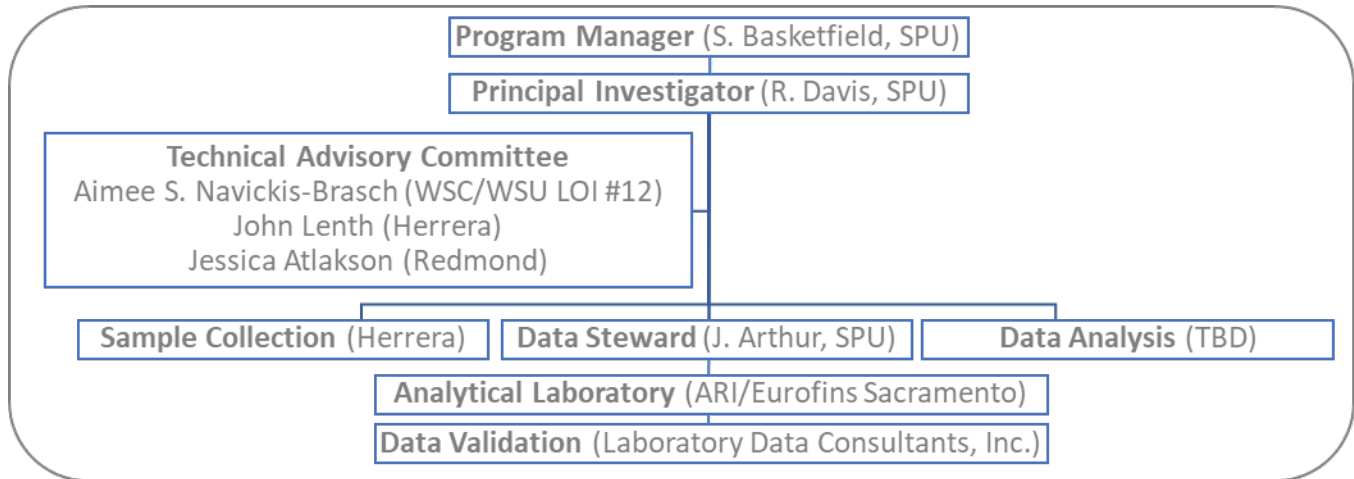 Program Manager (S. Basketfield, SPU)
Principal Investigator (R. Davis, SPU)
Technical Advisory Committee
Aimee S. Navickis-Brasch (WSC/WSU LOI #12)
John Lenth (Herrera)
Jessica Atlakson (Redmond)
Sample Collection (Herrera)
Data Steward (J. Arthur, SPU)
Data Analysis (TBD)
Analytical Laboratory (ARI/Eurofins Sacramento)
Data Validation (Laboratory Data Consultants, Inc.)